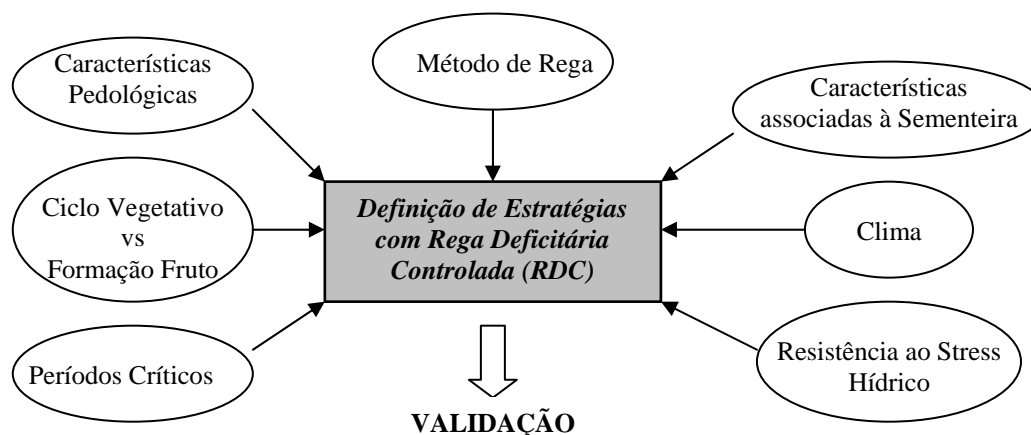 Características
Pedológicas
Método de Rega
Características
associadas à Sementeira
Ciclo Vegetativo
vs
Formação Fruto
Definição de Estratégias
com Rega Deficitária
Controlada (RDC)
Clima
Períodos Críticos
Resistência ao Stress
Hídrico
VALIDAÇÃO